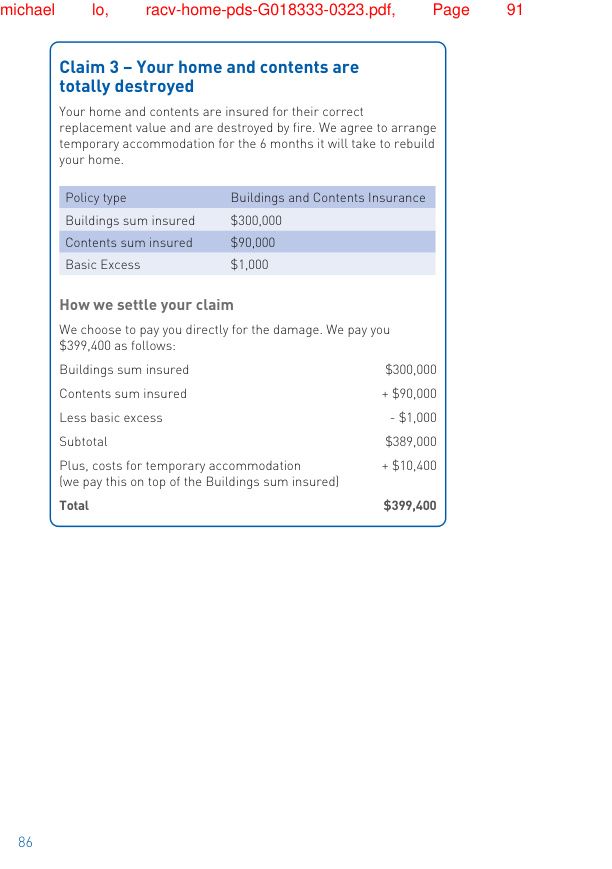 michael lo, racv-home-pds-G018333-0323.pdf, Page 91
Claim 3 – Your home and contents are
totally destroyed
Your home and contents are insured for their correct
replacement value and are destroyed by fire. We agree to arrange
temporary accommodation for the 6 months it will take to rebuild
your home.
Policy type Buildings and Contents Insurance
Buildings sum insured $300,000
Contents sum insured $90,000
Basic Excess $1,000
How we settle your claim
We choose to pay you directly for the damage. We pay you
$399,400 as follows:
Buildings sum insured $300,000
Contents sum insured + $90,000
Less basic excess - $1,000
Subtotal $389,000
Plus, costs for temporary accommodation + $10,400
(we pay this on top of the Buildings sum insured)
Total $399,400
86